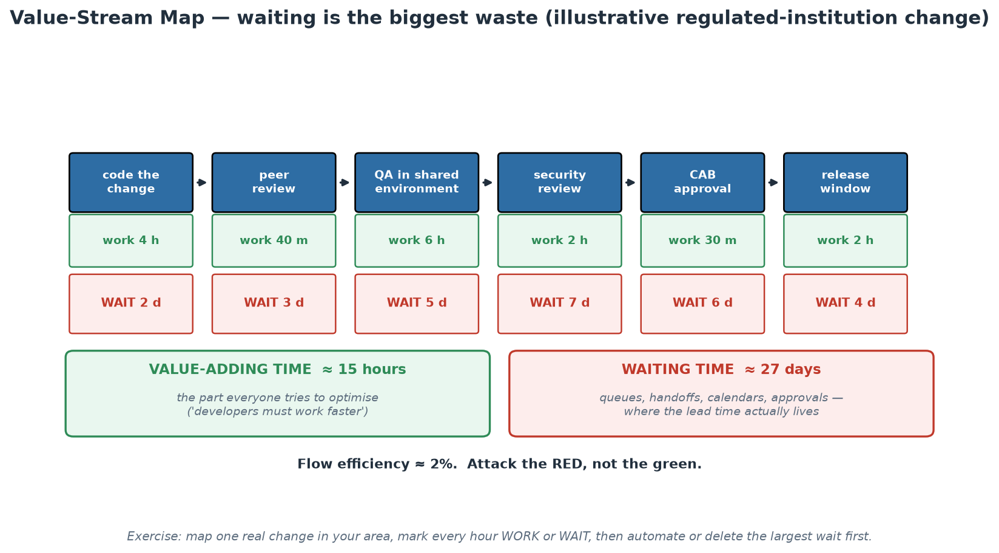 Value-Stream Map — waiting is the biggest waste (illustrative regulated-institution change)
code the
change
peer
review
QA in shared
environment
security
review
CAB
approval
release
window
work 4 h
work 40 m
work 6 h
work 2 h
work 30 m
work 2 h
WAIT 2 d
WAIT 3 d
WAIT 5 d
WAIT 7 d
WAIT 6 d
WAIT 4 d
VALUE-ADDING TIME ≈ 15 hours
the part everyone tries to optimise
('developers must work faster')
WAITING TIME ≈ 27 days
queues, handoffs, calendars, approvals —
where the lead time actually lives
Flow efficiency ≈ 2%. Attack the RED, not the green.
Exercise: map one real change in your area, mark every hour WORK or WAIT, then automate or delete the largest wait first.